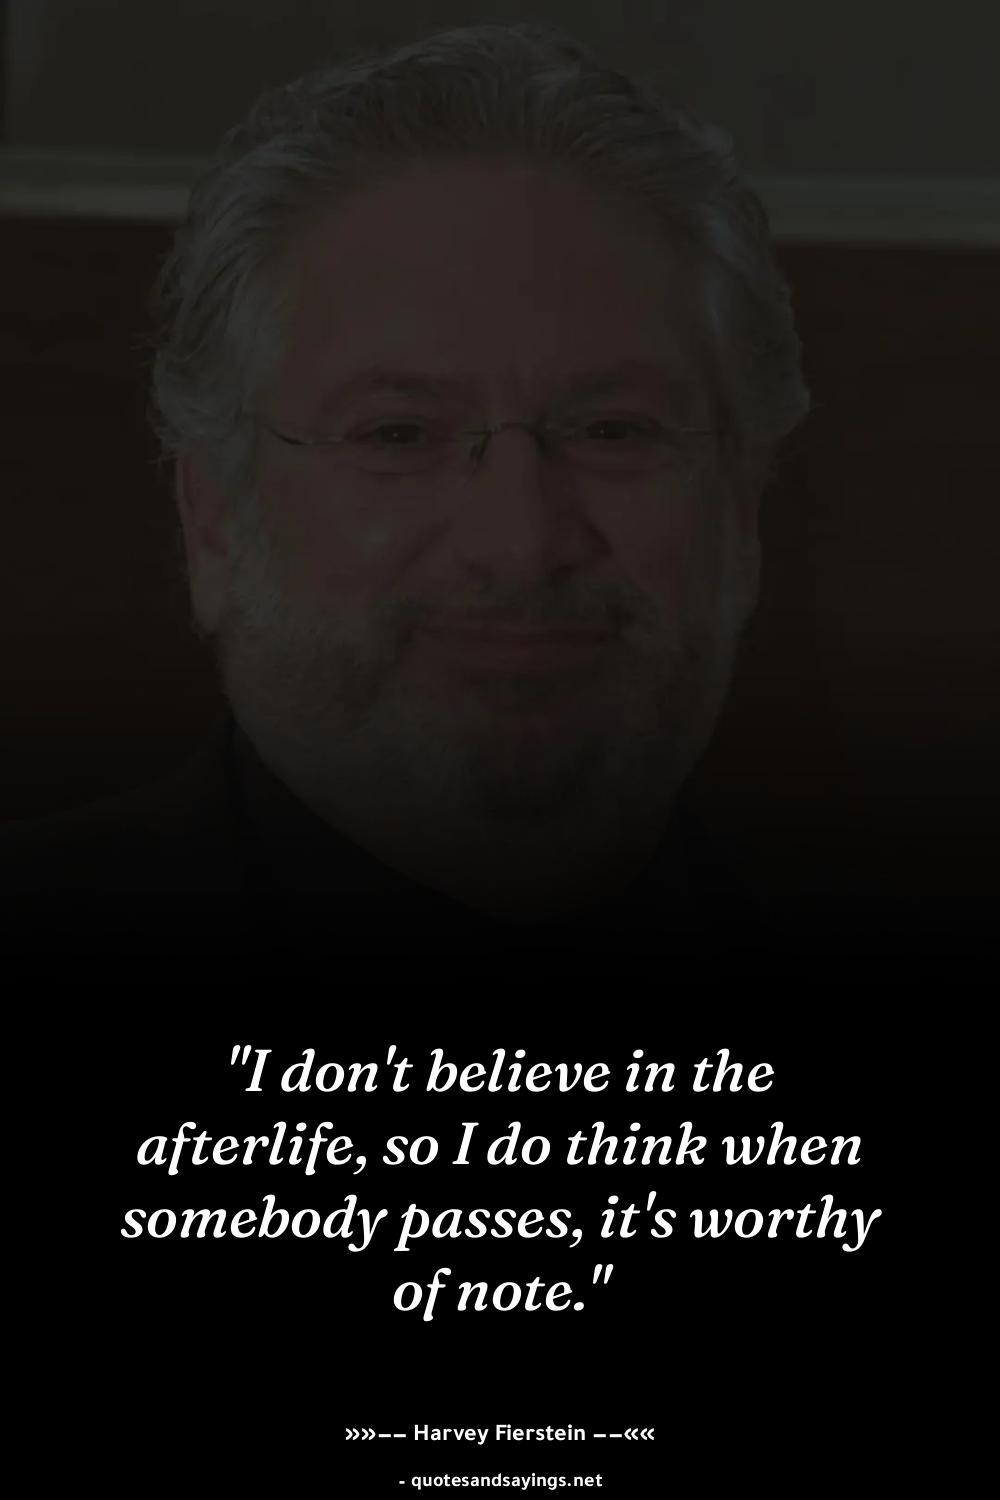 "I don't believe in the
afterlife, so I do think when
somebody passes, it's worthy
of note."
»»–– Harvey Fierstein ––««
- quotesandsayings.net